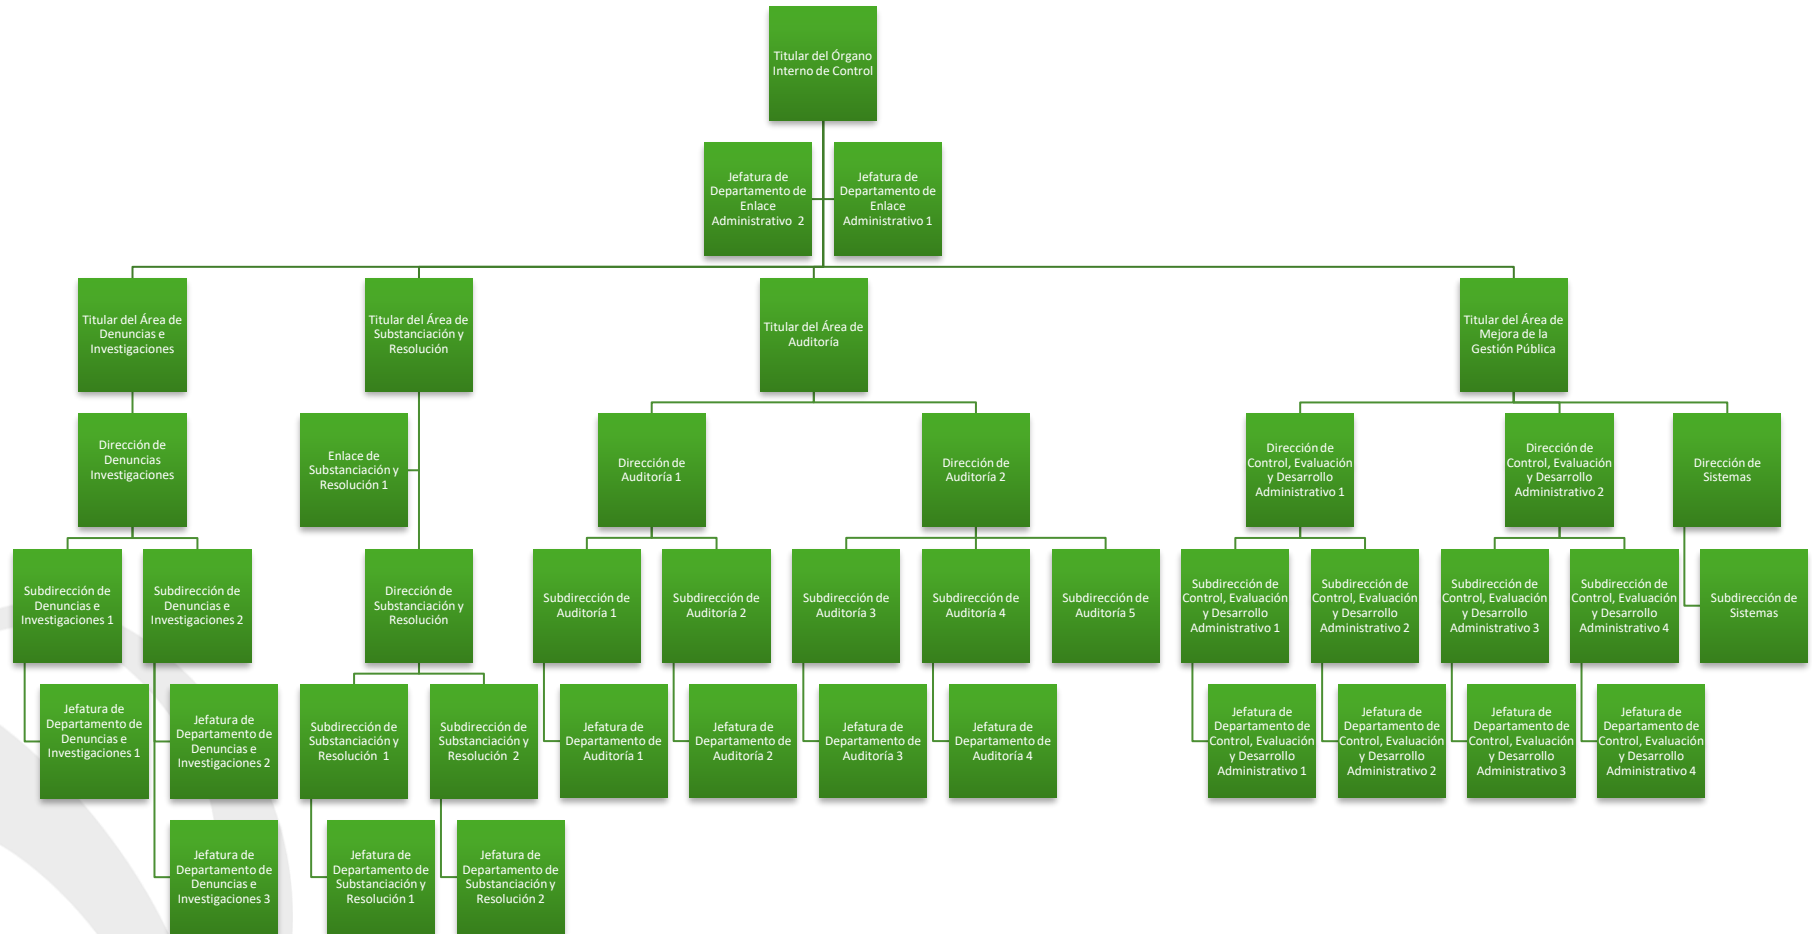 Titular del Órgano
Interno de Control
Jefatura de
Departamento de
Enlace
Administrativo 2
Jefatura de
Departamento de
Enlace
Administrativo 1
Titular del Área de
Denuncias e
Investigaciones
Titular del Área de
Substanciación y
Resolución
Titular del Área de
Auditoría
Titular del Área de
Mejora de la
Gestión Pública
Dirección de
Denuncias
Investigaciones
Enlace de
Substanciación y
Resolución 1
Dirección de
Auditoría 1
Dirección de
Auditoría 2
Dirección de
Control, Evaluación
y Desarrollo
Administrativo 1
Dirección de
Control, Evaluación
y Desarrollo
Administrativo 2
Dirección de
Sistemas
Subdirección de
Denuncias e
Investigaciones 1
Subdirección de
Denuncias e
Investigaciones 2
Dirección de
Substanciación y
Resolución
Subdirección de
Auditoría 1
Subdirección de
Auditoría 2
Subdirección de
Auditoría 3
Subdirección de
Auditoría 4
Subdirección de
Auditoría 5
Subdirección de
Control, Evaluación
y Desarrollo
Administrativo 1
Subdirección de
Control, Evaluación
y Desarrollo
Administrativo 2
Subdirección de
Control, Evaluación
y Desarrollo
Administrativo 3
Subdirección de
Control, Evaluación
y Desarrollo
Administrativo 4
Subdirección de
Sistemas
Jefatura de
Departamento de
Denuncias e
Investigaciones 1
Jefatura de
Departamento de
Denuncias e
Investigaciones 2
Subdirección de
Substanciación y
Resolución 1
Subdirección de
Substanciación y
Resolución 2
Jefatura de
Departamento de
Auditoría 1
Jefatura de
Departamento de
Auditoría 2
Jefatura de
Departamento de
Auditoría 3
Jefatura de
Departamento de
Auditoría 4
Jefatura de
Departamento de
Control, Evaluación
y Desarrollo
Administrativo 1
Jefatura de
Departamento de
Control, Evaluación
y Desarrollo
Administrativo 2
Jefatura de
Departamento de
Control, Evaluación
y Desarrollo
Administrativo 3
Jefatura de
Departamento de
Control, Evaluación
y Desarrollo
Administrativo 4
Jefatura de
Departamento de
Denuncias e
Investigaciones 3
Jefatura de
Departamento de
Substanciación y
Resolución 1
Jefatura de
Departamento de
Substanciación y
Resolución 2